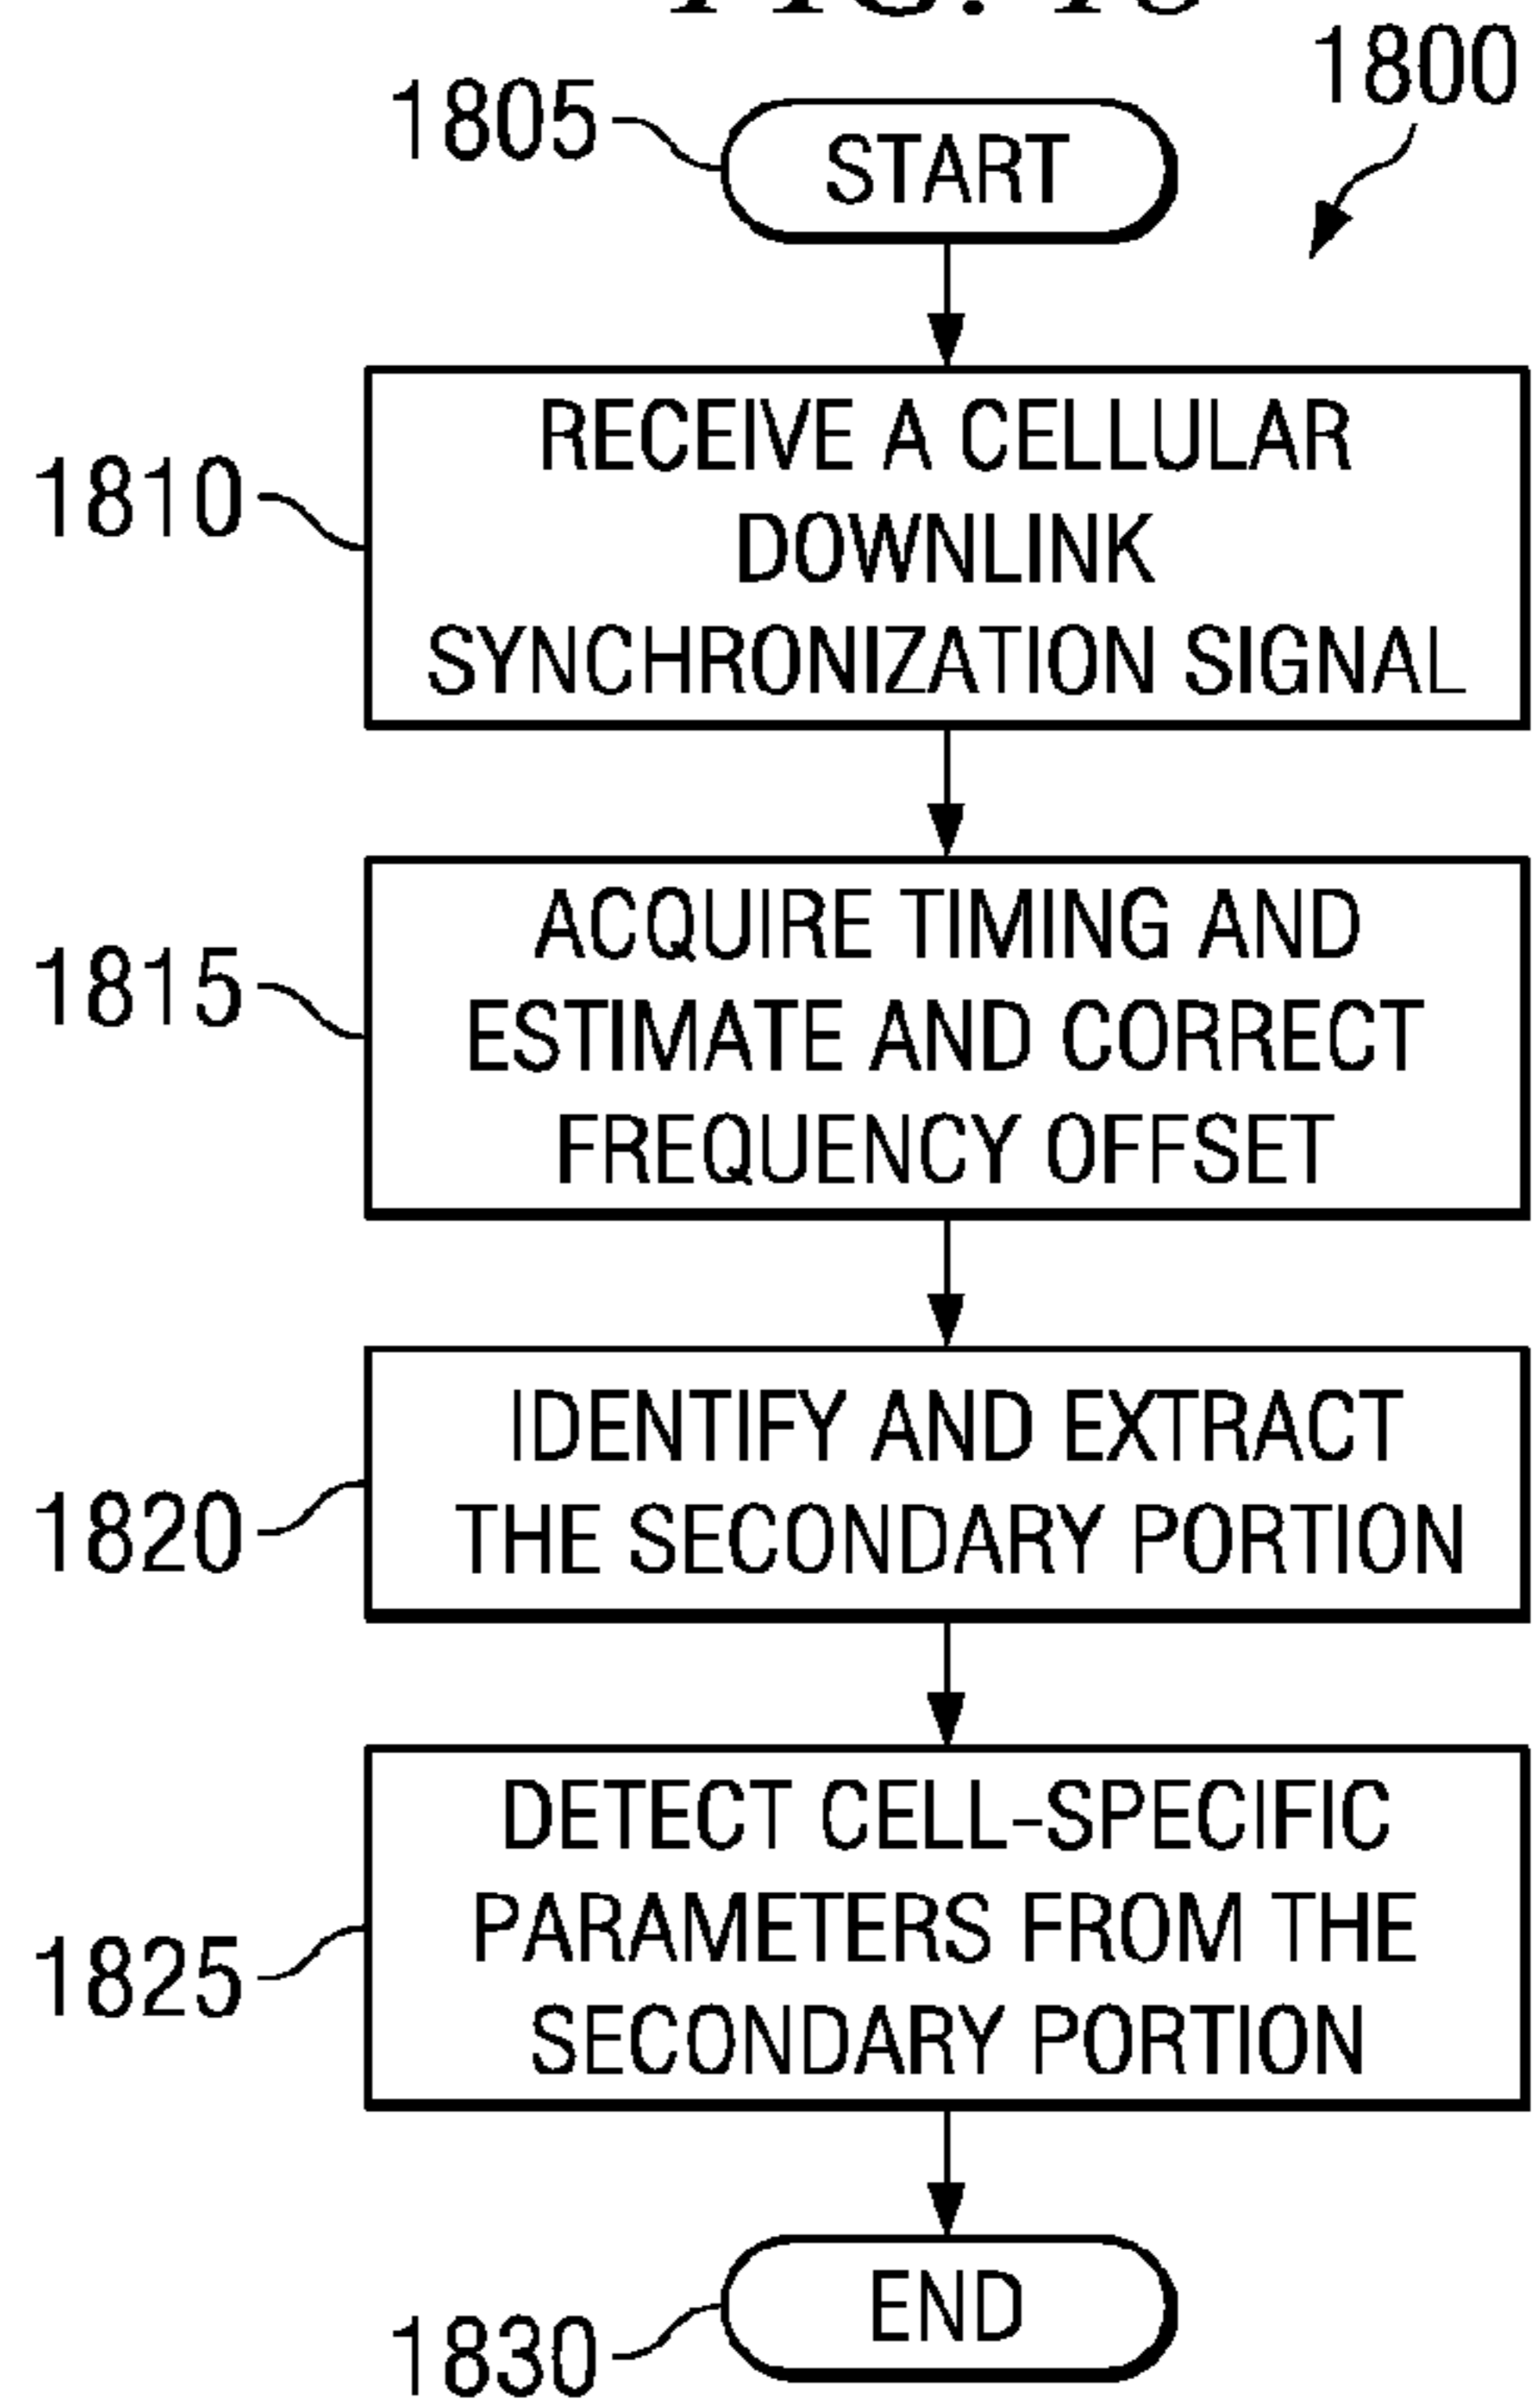 1800
1805
START
RECEIVE A CELLULAR
DOWNLINK
SYNCHRONIZATION SIGNAL
1810
ACQUIRE TIMING AND
ESTIMATE AND CORRECT
FREQUENCY OFFSET
1815
IDENTIFY AND EXTRACT
THE SECONDARY PORTION
1820
DETECT CELL-SPECIFIC
PARAMETERS FROM THE
SECONDARY PORTION
1825
END
1830